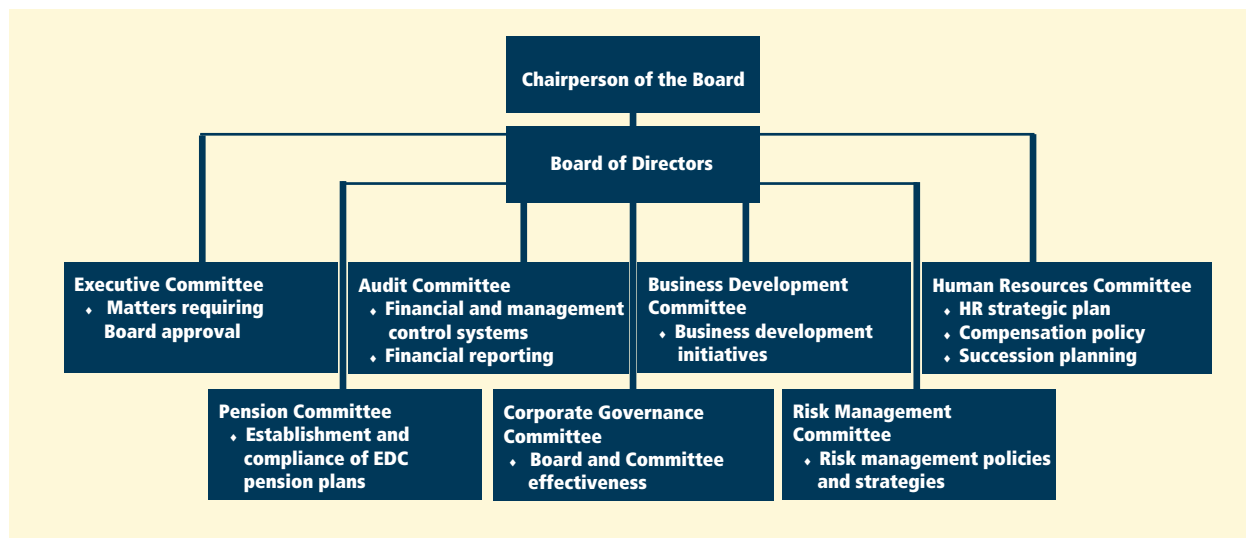 Chairperson of the Board
Board of Directors
Executive Committee
⬧ Matters requiring
Board approval
Audit Committee
⬧ Financial and management
control systems
⬧ Financial reporting
Business Development
Committee
⬧ Business development
initiatives
Human Resources Committee
⬧ HR strategic plan
⬧ Compensation policy
⬧ Succession planning
Pension Committee
⬧ Establishment and
compliance of EDC
pension plans
Corporate Governance
Committee
⬧ Board and Committee
effectiveness
Risk Management
Committee
⬧ Risk management policies
and strategies